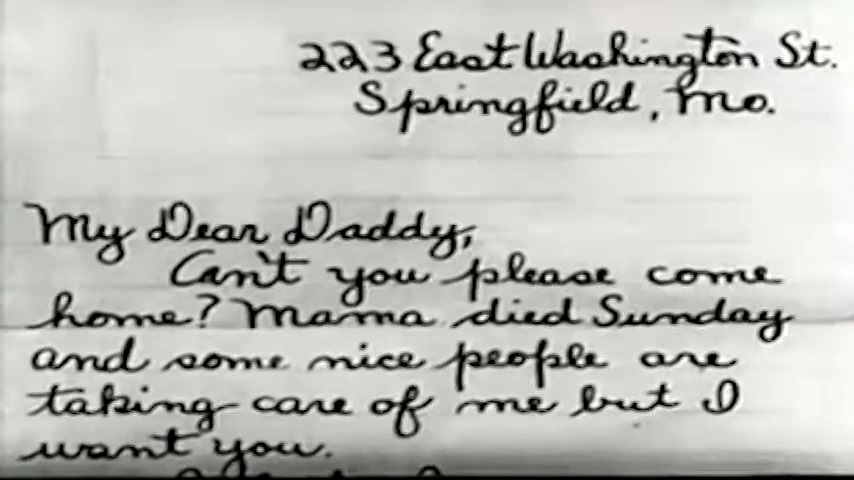 223 East Washington St.
Springfield, Mo.
My Dear Daddy,
Can't you please come
home? Mama died Sunday
and some nice people are
taking care of me but I
want you.